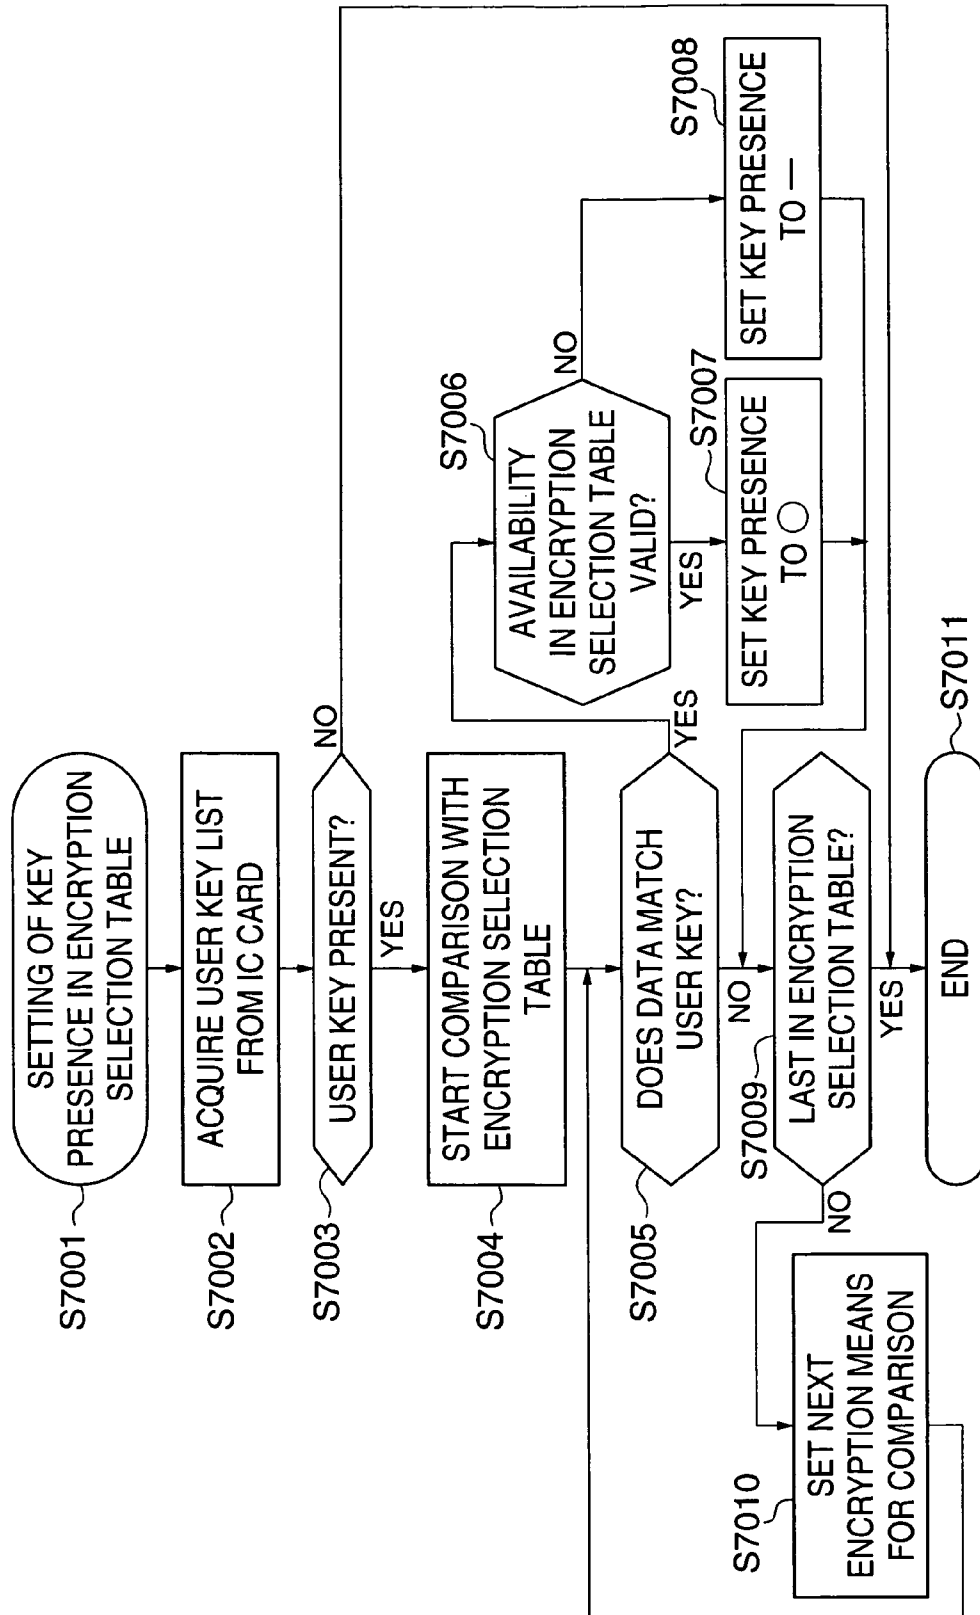 S7001
SETTING OF KEY
PRESENCE IN ENCRYPTION
SELECTION TABLE
S7002
ACQUIRE USER KEY LIST
FROM IC CARD
S7003
USER KEY PRESENT?
NO
YES
S7004
START COMPARISON WITH
ENCRYPTION SELECTION
TABLE
S7005
DOES DATA MATCH
USER KEY?
YES
NO
S7006
AVAILABILITY
IN ENCRYPTION
SELECTION TABLE
VALID?
NO
YES
S7007
SET KEY PRESENCE
TO ○
S7008
SET KEY PRESENCE
TO —
S7009
LAST IN ENCRYPTION
SELECTION TABLE?
NO
YES
S7010
SET NEXT
ENCRYPTION MEANS
FOR COMPARISON
S7011
END